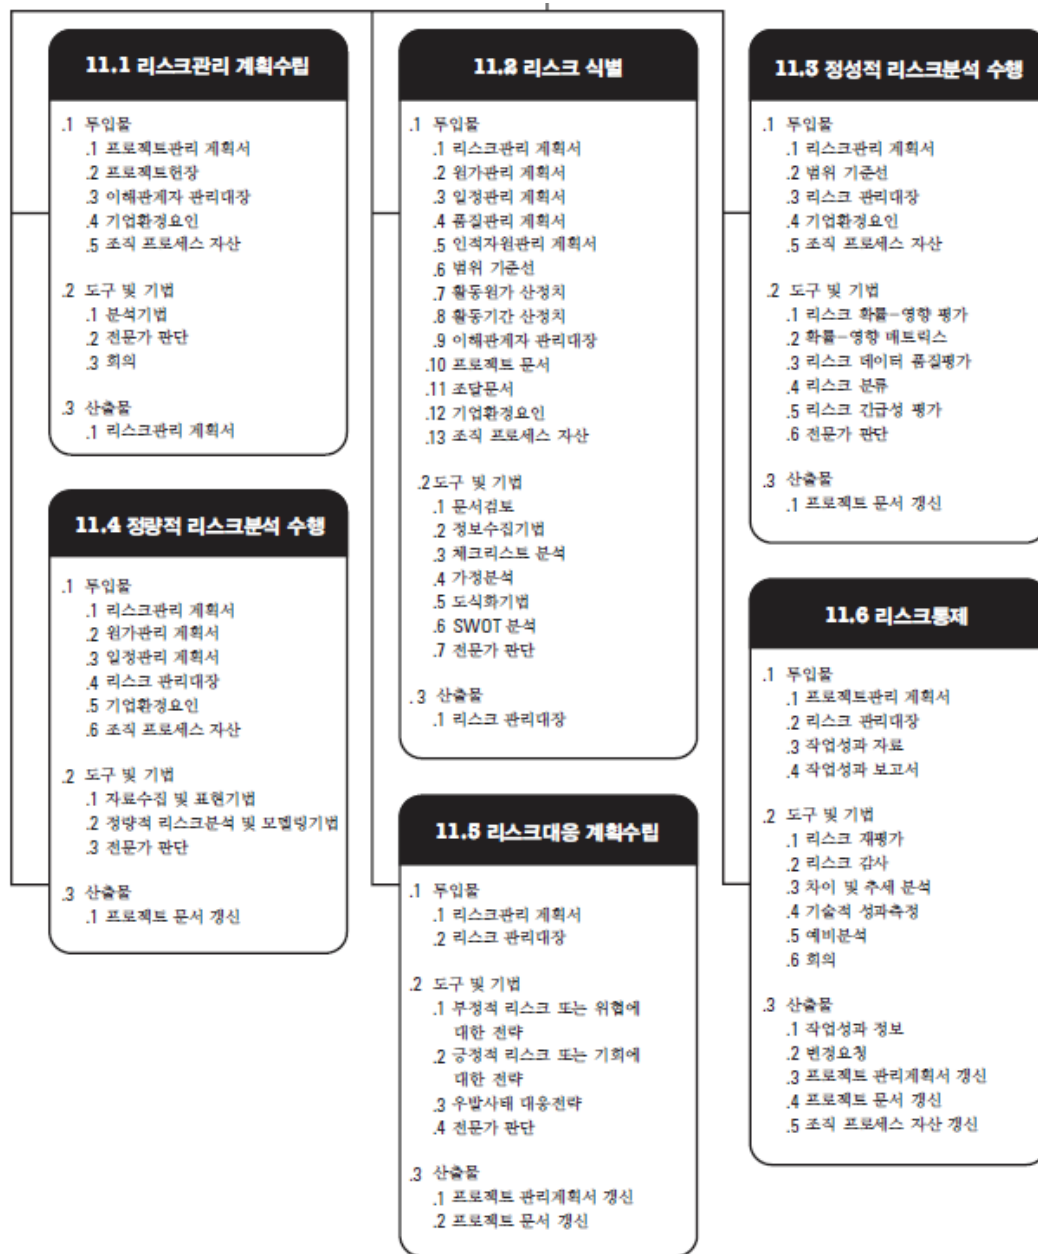 11.1 리스크관리 계획수립
.1 투입물
.1 프로젝트관리 계획서
.2 프로젝트헌장
.3 이해관계자 관리대장
.4 기업환경요인
.5 조직 프로세스 자산
.2 도구 및 기법
.1 분석기법
.2 전문가 판단
.3 회의
.3 산출물
.1 리스크관리 계획서
11.2 리스크 식별
.1 투입물
.1 리스크관리 계획서
.2 원가관리 계획서
.3 일정관리 계획서
.4 품질관리 계획서
.5 인적자원관리 계획서
.6 범위 기준선
.7 활동원가 산정치
.8 활동기간 산정치
.9 이해관계자 관리대장
.10 프로젝트 문서
.11 조달문서
.12 기업환경요인
.13 조직 프로세스 자산
.2 도구 및 기법
.1 문서검토
.2 정보수집기법
.3 체크리스트 분석
.4 가정분석
.5 도식화기법
.6 SWOT 분석
.7 전문가 판단
.3 산출물
.1 리스크 관리대장
11.3 정성적 리스크분석 수행
.1 투입물
.1 리스크관리 계획서
.2 범위 기준선
.3 리스크 관리대장
.4 기업환경요인
.5 조직 프로세스 자산
.2 도구 및 기법
.1 리스크 확률-영향 평가
.2 확률-영향 매트릭스
.3 리스크 데이터 품질평가
.4 리스크 분류
.5 리스크 긴급성 평가
.6 전문가 판단
.3 산출물
.1 프로젝트 문서 갱신
11.4 정량적 리스크분석 수행
.1 투입물
.1 리스크관리 계획서
.2 원가관리 계획서
.3 일정관리 계획서
.4 리스크 관리대장
.5 기업환경요인
.6 조직 프로세스 자산
.2 도구 및 기법
.1 자료수집 및 표현기법
.2 정량적 리스크분석 및 모델링기법
.3 전문가 판단
.3 산출물
.1 프로젝트 문서 갱신
11.5 리스크대응 계획수립
.1 투입물
.1 리스크관리 계획서
.2 리스크 관리대장
.2 도구 및 기법
.1 부정적 리스크 또는 위협에
대한 전략
.2 긍정적 리스크 또는 기회에
대한 전략
.3 우발사태 대응전략
.4 전문가 판단
.3 산출물
.1 프로젝트 관리계획서 갱신
.2 프로젝트 문서 갱신
11.6 리스크통제
.1 투입물
.1 프로젝트관리 계획서
.2 리스크 관리대장
.3 작업성과 자료
.4 작업성과 보고서
.2 도구 및 기법
.1 리스크 재평가
.2 리스크 감사
.3 차이 및 추세 분석
.4 기술적 성과측정
.5 예비분석
.6 회의
.3 산출물
.1 작업성과 정보
.2 변경요청
.3 프로젝트 관리계획서 갱신
.4 프로젝트 문서 갱신
.5 조직 프로세스 자산 갱신